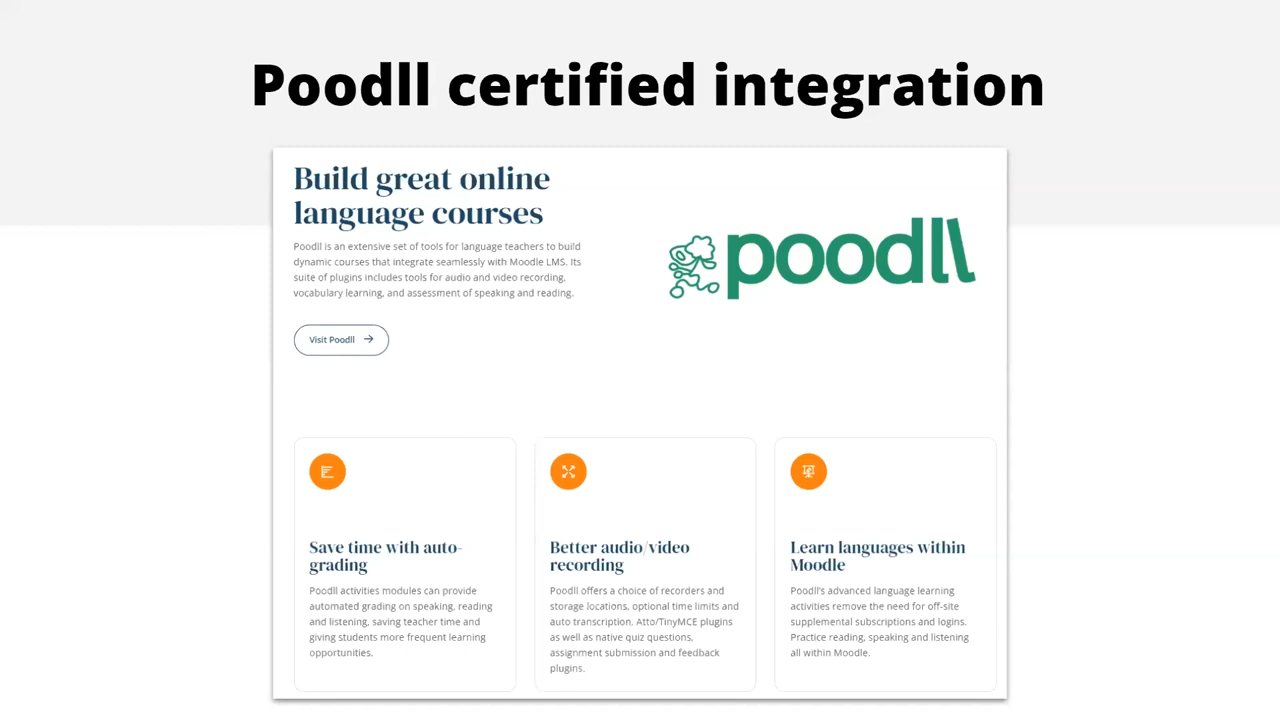 Poodll certified integration
Build great online
language courses
Poodll is an extensive set of tools for language teachers to build
dynamic courses that integrate seamlessly with Moodle LMS. Its
suite of plugins includes tools for audio and video recording,
vocabulary learning, and assessment of speaking and reading.
Visit Poodll
poodll
Save time with auto-
grading
Poodll activities modules can provide
automated grading on speaking, reading
and listening, saving teacher time and
giving students more frequent learning
opportunities.
Better audio/video
recording
Poodll offers a choice of recorders and
storage locations, optional time limits and
auto transcription. Atto/TinyMCE plugins
as well as native quiz questions,
assignment submission and feedback
plugins.
Learn languages within
Moodle
Poodll's advanced language learning
activities remove the need for off-site
supplemental subscriptions and logins.
Practice reading, speaking and listening
all within Moodle.